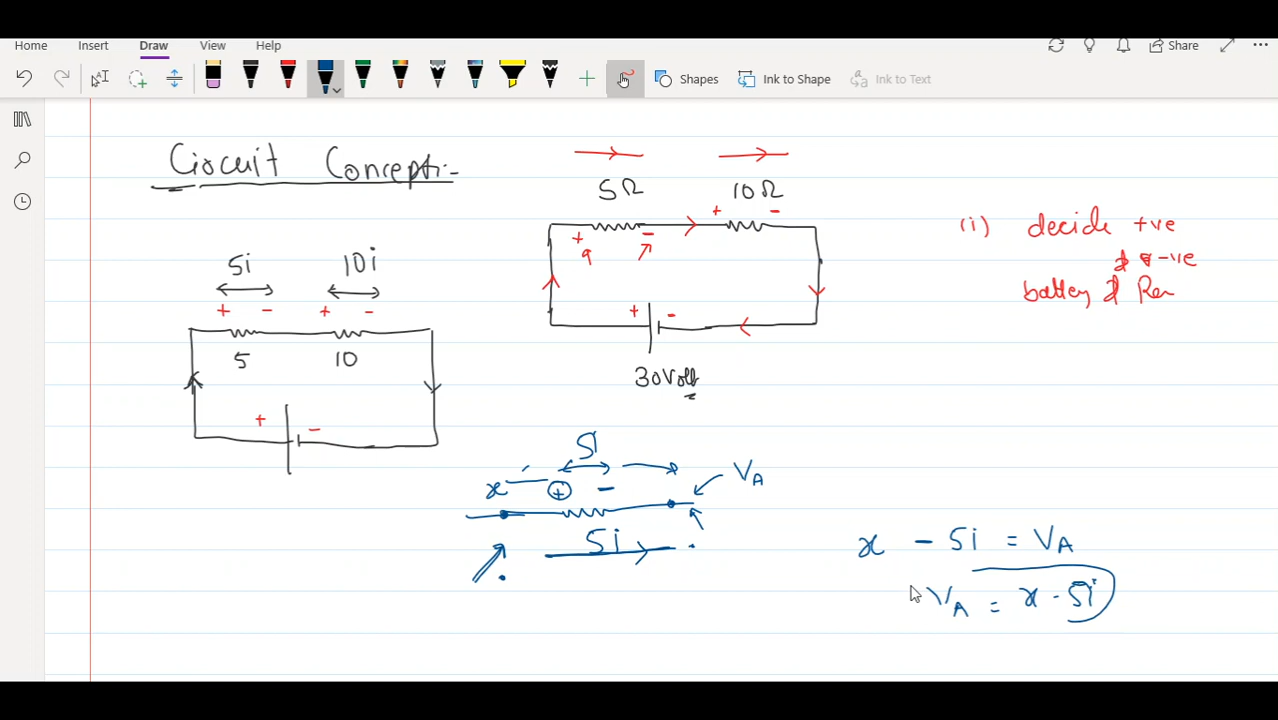 Home Insert Draw View Help
Share
Shapes Ink to Shape Ink to Text
Circuit Concept:-
5Ω 10Ω
+ - + -
30Volt
+ -
(i) decide +ve
& -ve
battery & Ren
5i 10i
+ - + -
5 10
+ -
5i
x + - VA
5i
x - 5i = VA
VA = x - 5i